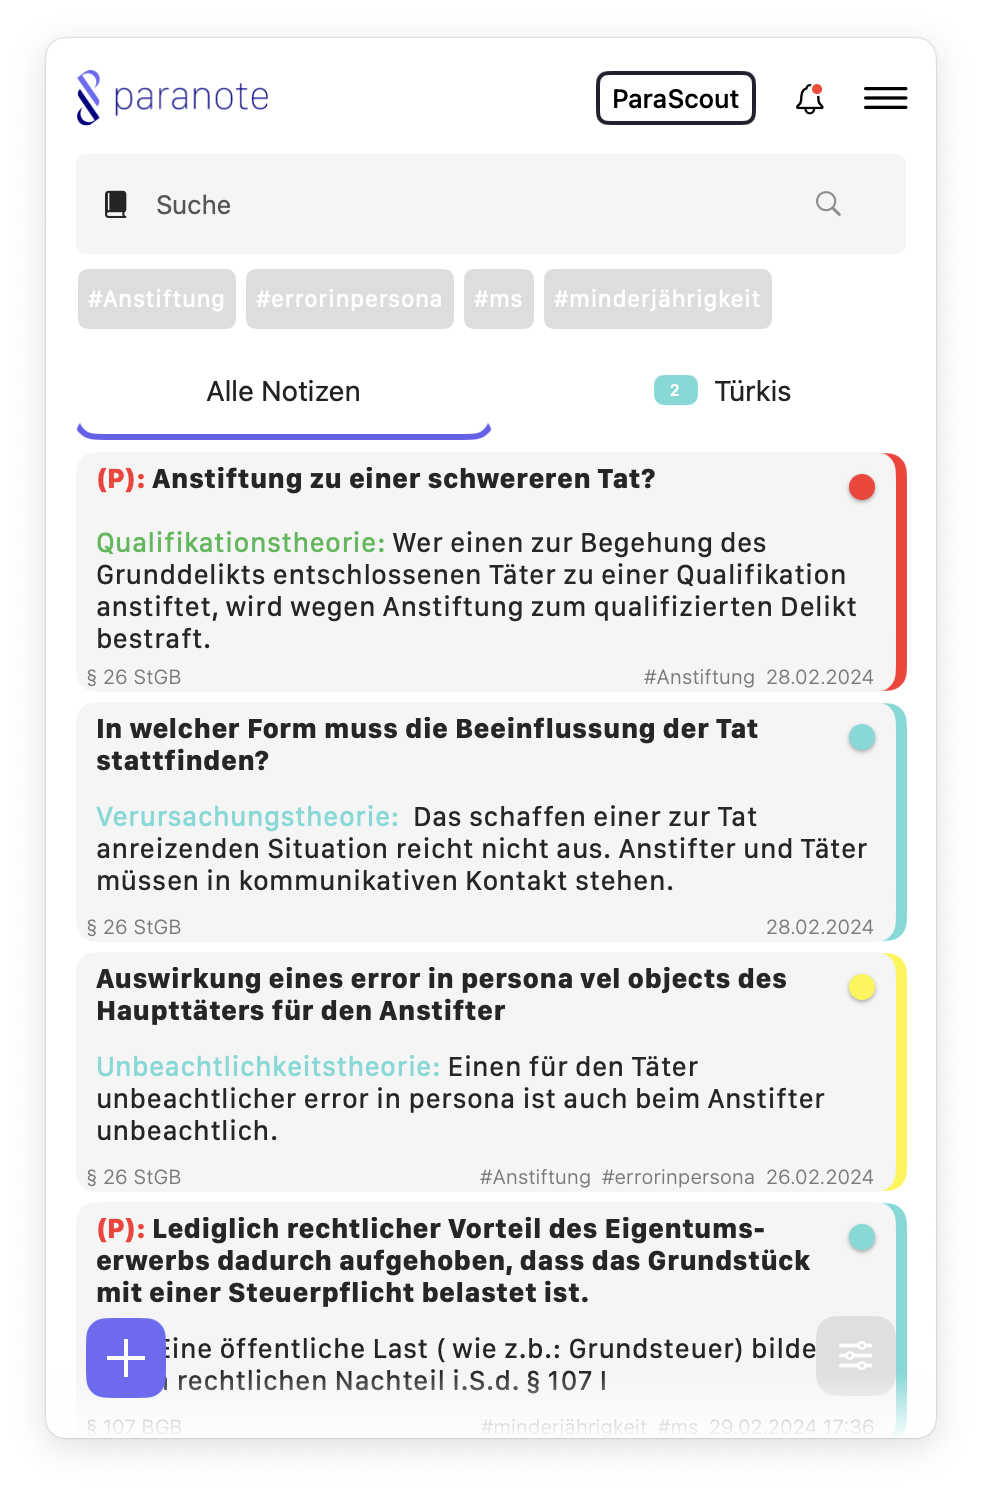 paranote
ParaScout
Suche
#Anstiftung #errorinpersona #ms #minderjährigkeit
Alle Notizen
2 Türkis
(P): Anstiftung zu einer schwereren Tat?
Qualifikationstheorie: Wer einen zur Begehung des
Grunddelikts entschlossenen Täter zu einer Qualifikation
anstiftet, wird wegen Anstiftung zum qualifizierten Delikt
bestraft.
§ 26 StGB #Anstiftung 28.02.2024
In welcher Form muss die Beeinflussung der Tat
stattfinden?
Verursachungstheorie: Das schaffen einer zur Tat
anreizenden Situation reicht nicht aus. Anstifter und Täter
müssen in kommunikativen Kontakt stehen.
§ 26 StGB 28.02.2024
Auswirkung eines error in persona vel objects des
Haupttäters für den Anstifter
Unbeachtlichkeitstheorie: Einen für den Täter
unbeachtlicher error in persona ist auch beim Anstifter
unbeachtlich.
§ 26 StGB #Anstiftung #errorinpersona 26.02.2024
(P): Lediglich rechtlicher Vorteil des Eigentums-
erwerbs dadurch aufgehoben, dass das Grundstück
mit einer Steuerpflicht belastet ist.
Eine öffentliche Last ( wie z.b.: Grundsteuer) bilde
rechtlichen Nachteil i.S.d. § 107 I
§ 107 BGB #minderjährigkeit #ms 29.02.2024 17:36